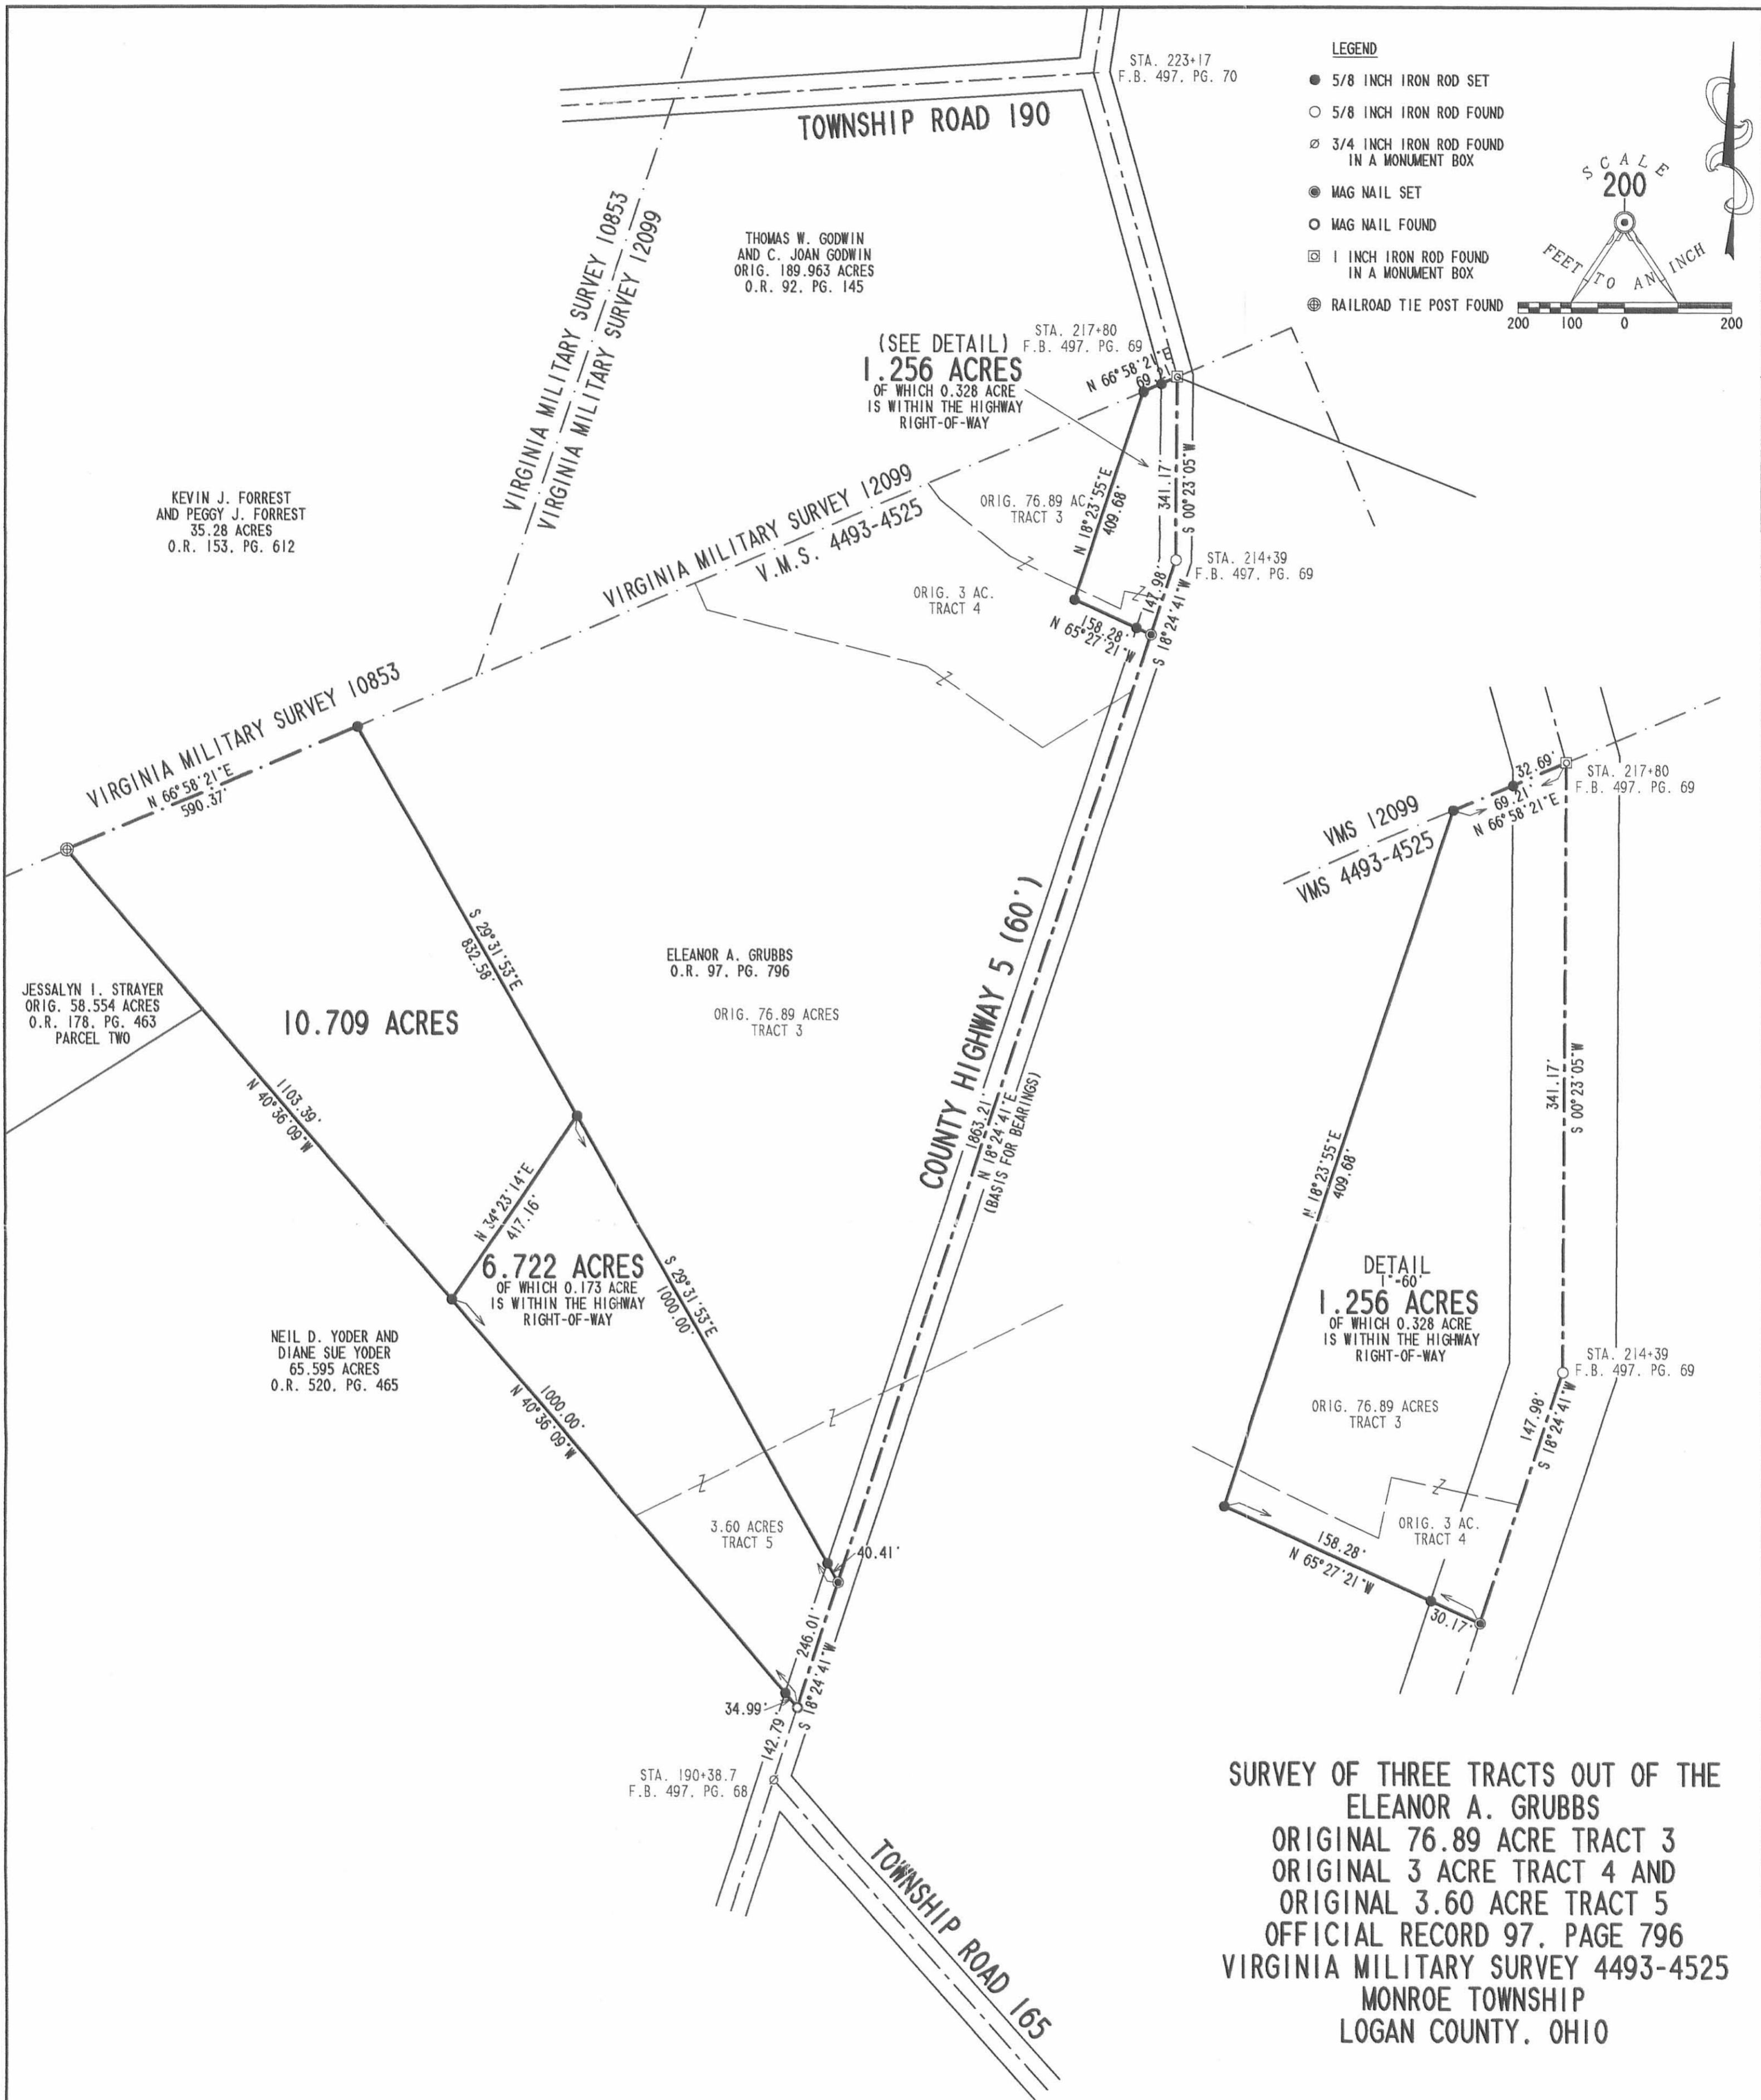 LEGEND
5/8 INCH IRON ROD SET
5/8 INCH IRON ROD FOUND
3/4 INCH IRON ROD FOUND
IN A MONUMENT BOX
MAG NAIL SET
MAG NAIL FOUND
1 INCH IRON ROD FOUND
IN A MONUMENT BOX
RAILROAD TIE POST FOUND
SCALE
200
FEET TO AN INCH
200 100 0 200
STA. 223+17
F.B. 497, PG. 70
TOWNSHIP ROAD 190
VIRGINIA MILITARY SURVEY 10853
VIRGINIA MILITARY SURVEY 12099
THOMAS W. GODWIN
AND C. JOAN GODWIN
ORIG. 189.963 ACRES
O.R. 92, PG. 145
(SEE DETAIL)
1.256 ACRES
OF WHICH 0.328 ACRE
IS WITHIN THE HIGHWAY
RIGHT-OF-WAY
STA. 217+80
F.B. 497, PG. 69
N 66°58'21"E
69.21'
KEVIN J. FORREST
AND PEGGY J. FORREST
35.28 ACRES
O.R. 153, PG. 612
VIRGINIA MILITARY SURVEY 12099
V.M.S. 4493-4525
ORIG. 76.89 AC.
TRACT 3
N 18°23'55"E
409.68'
341.17'
S 00°23'05"W
STA. 214+39
F.B. 497, PG. 69
ORIG. 3 AC.
TRACT 4
147.98'
S 18°24'41"W
158.28'
N 65°27'21"W
VIRGINIA MILITARY SURVEY 10853
N 66°58'21"E
590.37'
S 29°31'53"E
832.58'
ELEANOR A. GRUBBS
O.R. 97, PG. 796
ORIG. 76.89 ACRES
TRACT 3
JESSALYN I. STRAYER
ORIG. 58.554 ACRES
O.R. 178, PG. 463
PARCEL TWO
10.709 ACRES
1103.39'
N 40°36'09"W
N 34°23'14"E
417.16'
6.722 ACRES
OF WHICH 0.173 ACRE
IS WITHIN THE HIGHWAY
RIGHT-OF-WAY
S 29°31'53"E
1000.00'
COUNTY HIGHWAY 5 (60')
1863.21'
N 18°24'41"E
(BASIS FOR BEARINGS)
NEIL D. YODER AND
DIANE SUE YODER
65.595 ACRES
O.R. 520, PG. 465
1000.00'
N 40°36'09"W
3.60 ACRES
TRACT 5
40.41'
246.01'
S 18°24'41"W
34.99'
142.79'
STA. 190+38.7
F.B. 497, PG. 68
TOWNSHIP ROAD 165
32.69'
STA. 217+80
F.B. 497, PG. 69
69.21'
N 66°58'21"E
VMS 12099
VMS 4493-4525
341.17'
S 00°23'05"W
N 18°23'55"E
409.68'
DETAIL
1"=60'
1.256 ACRES
OF WHICH 0.328 ACRE
IS WITHIN THE HIGHWAY
RIGHT-OF-WAY
STA. 214+39
F.B. 497, PG. 69
ORIG. 76.89 ACRES
TRACT 3
147.98'
S 18°24'41"W
ORIG. 3 AC.
TRACT 4
158.28'
N 65°27'21"W
30.17'
SURVEY OF THREE TRACTS OUT OF THE
ELEANOR A. GRUBBS
ORIGINAL 76.89 ACRE TRACT 3
ORIGINAL 3 ACRE TRACT 4 AND
ORIGINAL 3.60 ACRE TRACT 5
OFFICIAL RECORD 97, PAGE 796
VIRGINIA MILITARY SURVEY 4493-4525
MONROE TOWNSHIP
LOGAN COUNTY, OHIO